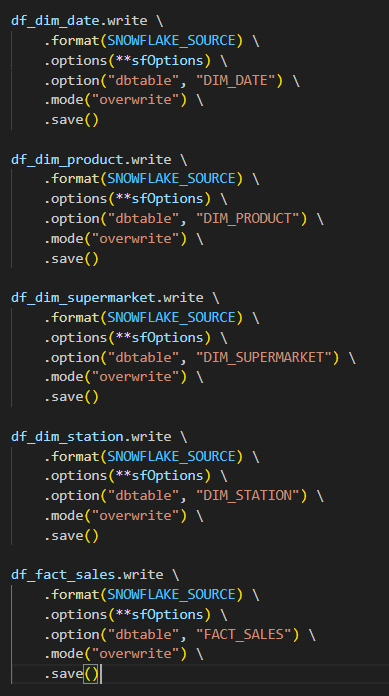 df_dim_date.write \
.format(SNOWFLAKE_SOURCE) \
.options(**sfOptions) \
.option("dbtable", "DIM_DATE") \
.mode("overwrite") \
.save()
df_dim_product.write \
.format(SNOWFLAKE_SOURCE) \
.options(**sfOptions) \
.option("dbtable", "DIM_PRODUCT") \
.mode("overwrite") \
.save()
df_dim_supermarket.write \
.format(SNOWFLAKE_SOURCE) \
.options(**sfOptions) \
.option("dbtable", "DIM_SUPERMARKET") \
.mode("overwrite") \
.save()
df_dim_station.write \
.format(SNOWFLAKE_SOURCE) \
.options(**sfOptions) \
.option("dbtable", "DIM_STATION") \
.mode("overwrite") \
.save()
df_fact_sales.write \
.format(SNOWFLAKE_SOURCE) \
.options(**sfOptions) \
.option("dbtable", "FACT_SALES") \
.mode("overwrite") \
.save()